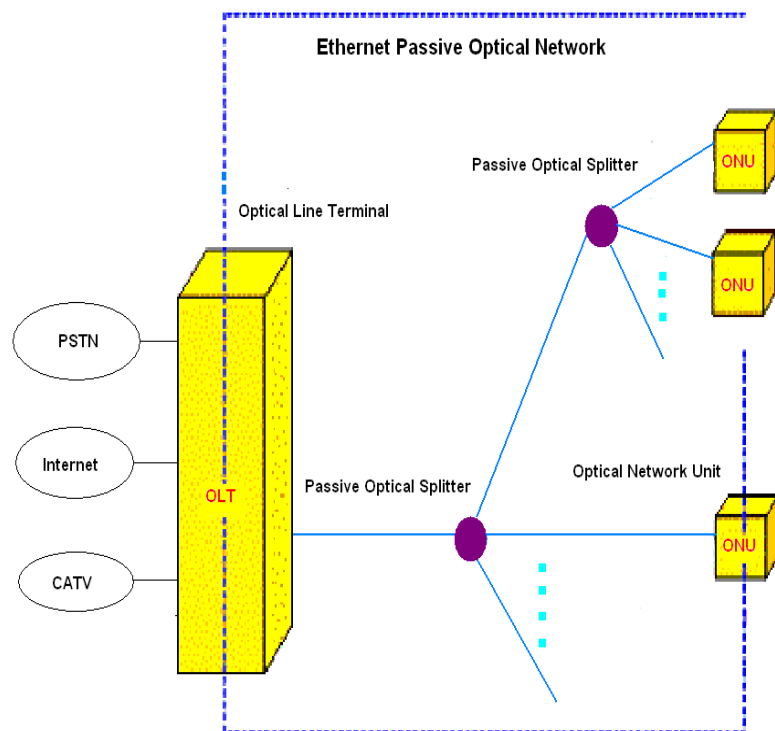 Ethernet Passive Optical Network
ONU
Passive Optical Splitter
Optical Line Terminal
ONU
PSTN
Internet
Passive Optical Splitter
Optical Network Unit
OLT
ONU
CATV